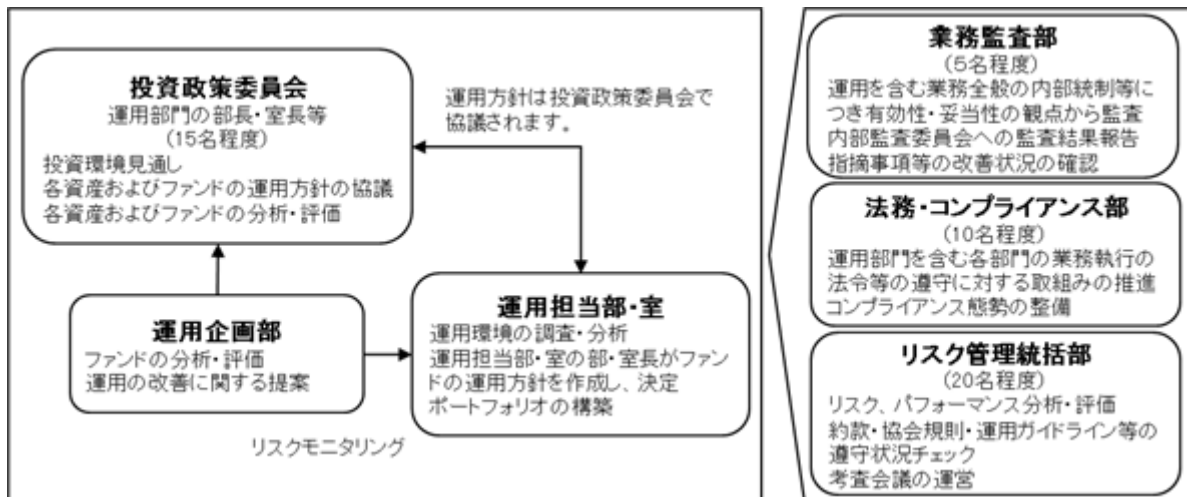 投資政策委員会
運用部門の部長・室長等
(15名程度)
投資環境見通し
各資産およびファンドの運用方針の協議
各資産およびファンドの分析・評価
運用方針は投資政策委員会で
協議されます。
運用企画部
ファンドの分析・評価
運用の改善に関する提案
運用担当部・室
運用環境の調査・分析
運用担当部・室の部・室長がファン
ドの運用方針を作成し、決定
ポートフォリオの構築
リスクモニタリング
業務監査部
(5名程度)
運用を含む業務全般の内部統制等に
つき有効性・妥当性の観点から監査
内部監査委員会への監査結果報告
指摘事項等の改善状況の確認
法務・コンプライアンス部
(10名程度)
運用部門を含む各部門の業務執行の
法令等の遵守に対する取組みの推進
コンプライアンス態勢の整備
リスク管理統括部
(20名程度)
リスク、パフォーマンス分析・評価
約款・協会規則・運用ガイドライン等の
遵守状況チェック
考査会議の運営